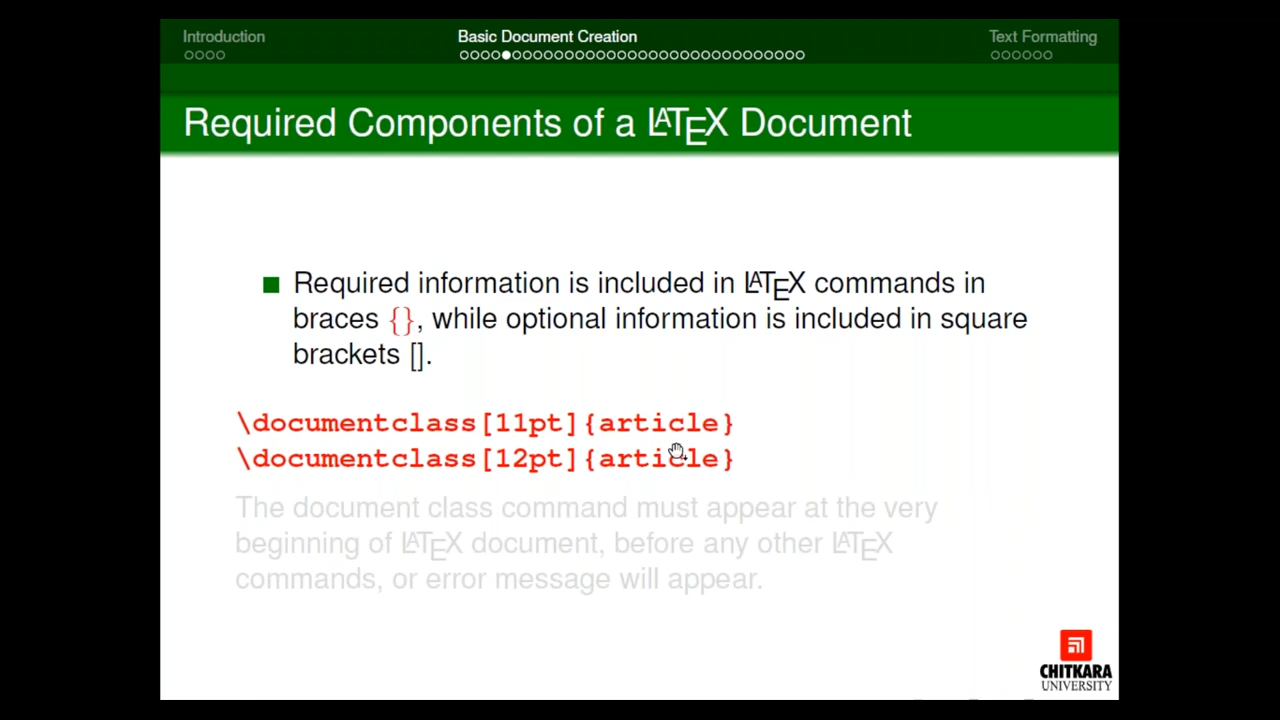 Introduction
Basic Document Creation
Text Formatting
Required Components of a LATEX Document
Required information is included in LATEX commands in
braces {}, while optional information is included in square
brackets [].
\documentclass[11pt]{article}
\documentclass[12pt]{article}
The document class command must appear at the very
beginning of LATEX document, before any other LATEX
commands, or error message will appear.
CHITKARA
UNIVERSITY